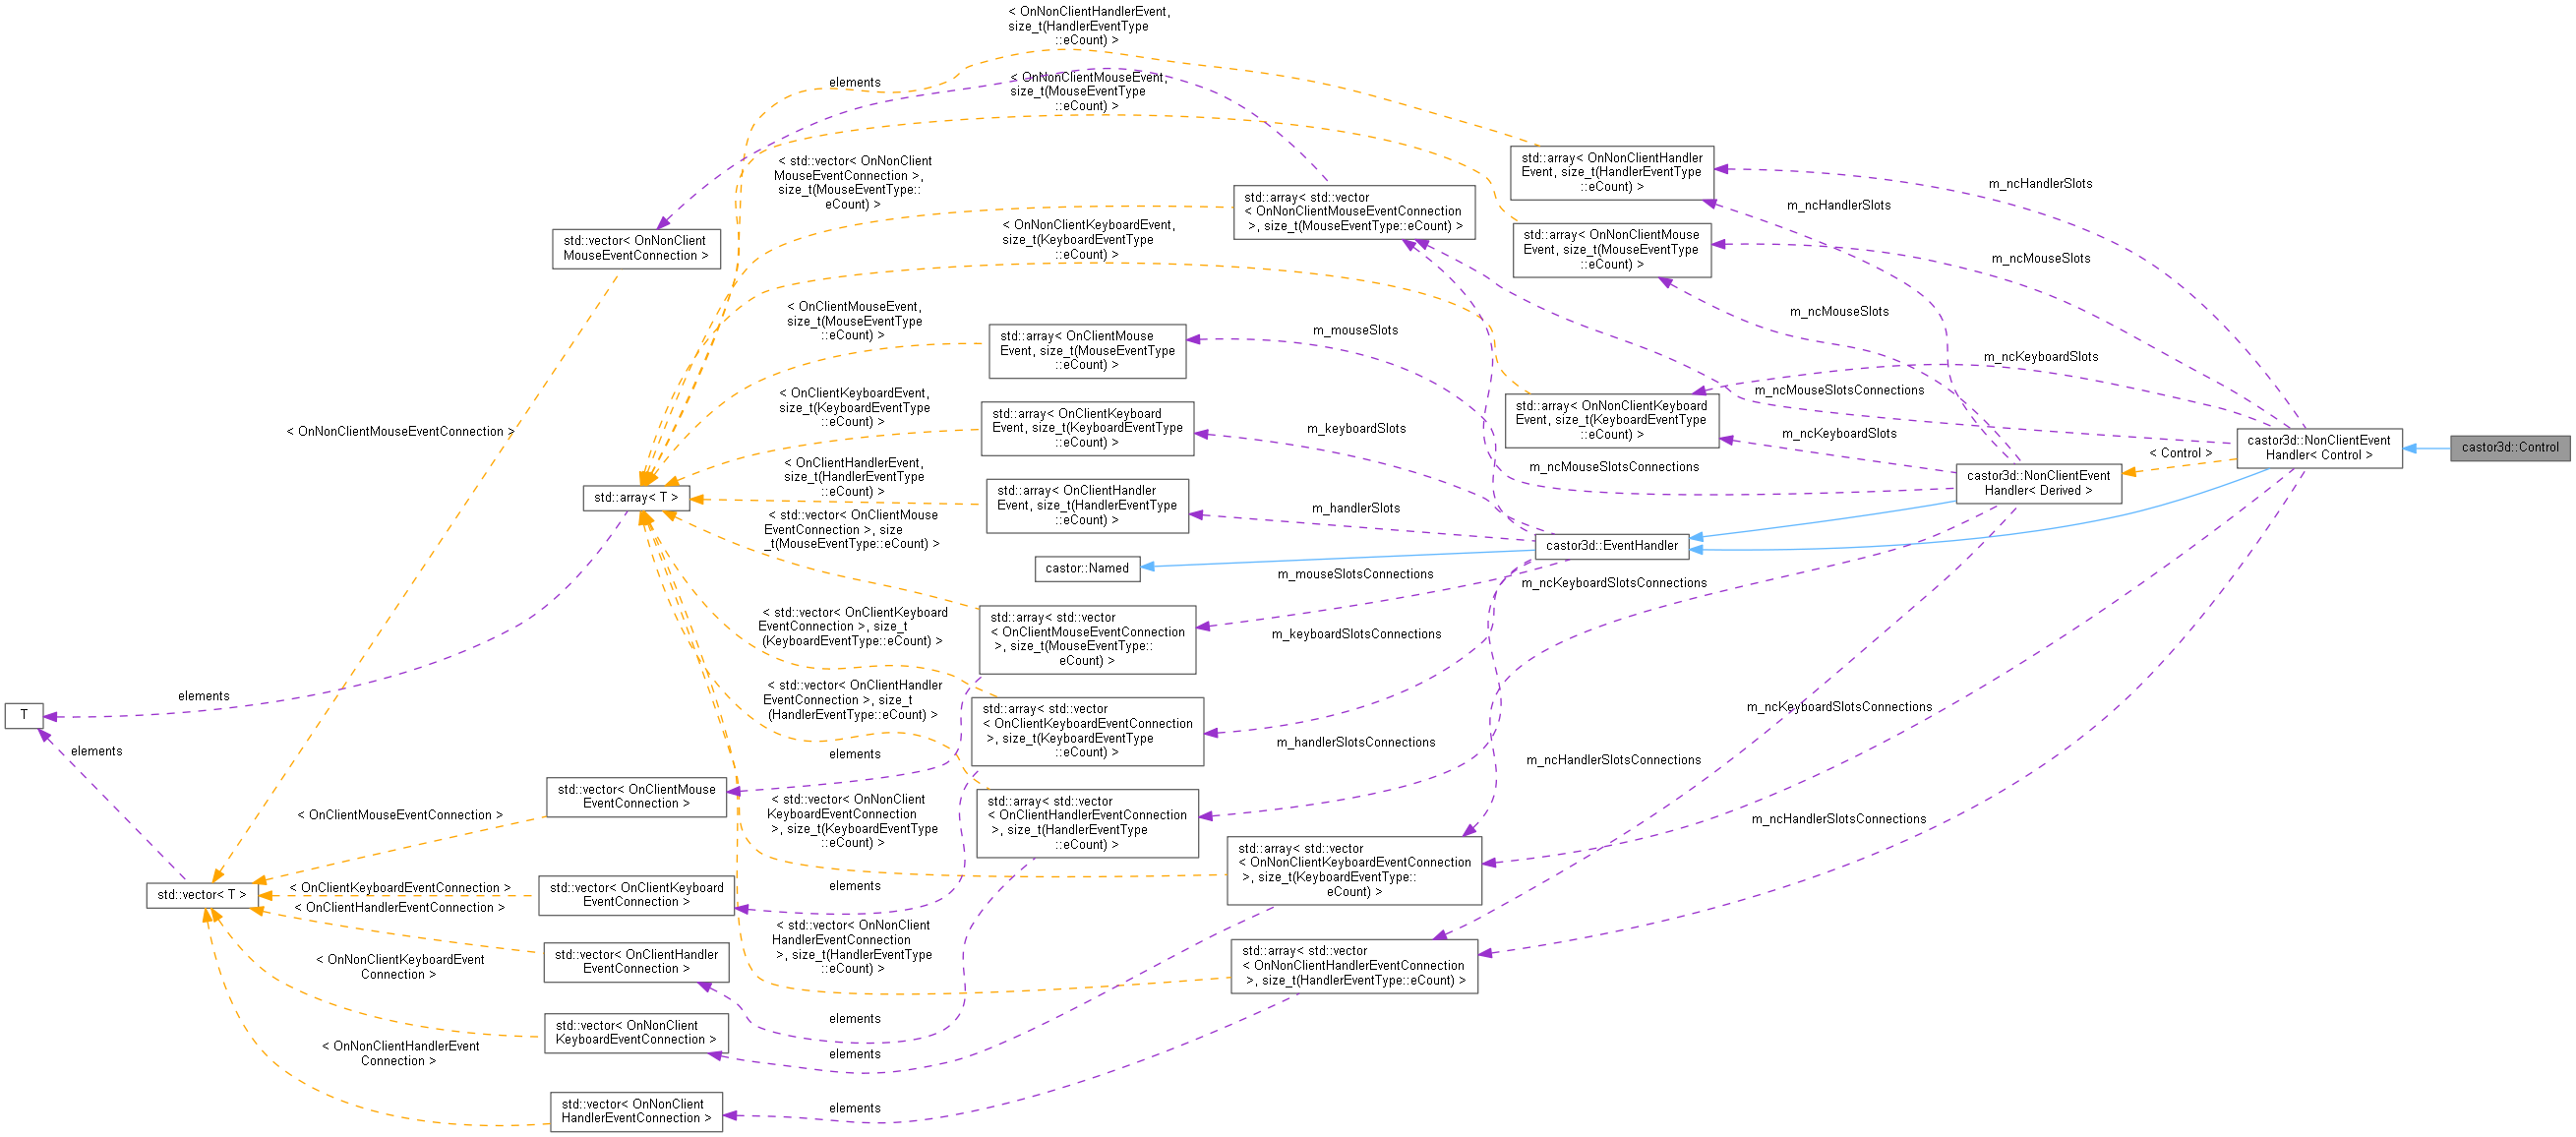 < OnNonClientHandlerEvent,
size_t(HandlerEventType
::eCount) >
elements
< OnNonClientMouseEvent,
size_t(MouseEventType
::eCount) >
< std::vector< OnNonClient
MouseEventConnection >,
size_t(MouseEventType::
eCount) >
std::array< OnNonClientHandler
Event, size_t(HandlerEventType
::eCount) >
m_ncHandlerSlots
m_ncHandlerSlots
std::array< std::vector
< OnNonClientMouseEventConnection
>, size_t(MouseEventType::eCount) >
std::vector< OnNonClient
MouseEventConnection >
< OnNonClientKeyboardEvent,
size_t(KeyboardEventType
::eCount) >
std::array< OnNonClientMouse
Event, size_t(MouseEventType
::eCount) >
m_ncMouseSlots
m_ncMouseSlots
< OnClientMouseEvent,
size_t(MouseEventType
::eCount) >
std::array< OnClientMouse
Event, size_t(MouseEventType
::eCount) >
m_mouseSlots
m_ncKeyboardSlots
m_ncMouseSlotsConnections
< OnClientKeyboardEvent,
size_t(KeyboardEventType
::eCount) >
std::array< OnClientKeyboard
Event, size_t(KeyboardEventType
::eCount) >
m_keyboardSlots
std::array< OnNonClientKeyboard
Event, size_t(KeyboardEventType
::eCount) >
m_ncKeyboardSlots
< OnNonClientMouseEventConnection >
castor3d::NonClientEvent
Handler< Control >
castor3d::Control
< Control >
< OnClientHandlerEvent,
size_t(HandlerEventType
::eCount) >
m_ncMouseSlotsConnections
castor3d::NonClientEvent
Handler< Derived >
std::array< T >
std::array< OnClientHandler
Event, size_t(HandlerEventType
::eCount) >
m_handlerSlots
< std::vector< OnClientMouse
EventConnection >, size
_t(MouseEventType::eCount) >
castor3d::EventHandler
castor::Named
m_mouseSlotsConnections
m_ncKeyboardSlotsConnections
< std::vector< OnClientKeyboard
EventConnection >, size_t
(KeyboardEventType::eCount) >
std::array< std::vector
< OnClientMouseEventConnection
>, size_t(MouseEventType::
eCount) >
m_keyboardSlotsConnections
elements
T
< std::vector< OnClientHandler
EventConnection >, size_t
(HandlerEventType::eCount) >
std::array< std::vector
< OnClientKeyboardEventConnection
>, size_t(KeyboardEventType
::eCount) >
m_ncKeyboardSlotsConnections
m_handlerSlotsConnections
elements
elements
m_ncHandlerSlotsConnections
std::vector< OnClientMouse
EventConnection >
< OnClientMouseEventConnection >
< std::vector< OnNonClient
KeyboardEventConnection
>, size_t(KeyboardEventType
::eCount) >
std::array< std::vector
< OnClientHandlerEventConnection
>, size_t(HandlerEventType
::eCount) >
m_ncHandlerSlotsConnections
std::array< std::vector
< OnNonClientKeyboardEventConnection
>, size_t(KeyboardEventType::
eCount) >
std::vector< T >
< OnClientKeyboardEventConnection >
std::vector< OnClientKeyboard
EventConnection >
elements
< OnClientHandlerEventConnection >
< std::vector< OnNonClient
HandlerEventConnection
>, size_t(HandlerEventType
::eCount) >
std::vector< OnClientHandler
EventConnection >
std::array< std::vector
< OnNonClientHandlerEventConnection
>, size_t(HandlerEventType::eCount) >
< OnNonClientKeyboardEvent
Connection >
elements
std::vector< OnNonClient
KeyboardEventConnection >
< OnNonClientHandlerEvent
Connection >
elements
std::vector< OnNonClient
HandlerEventConnection >
elements